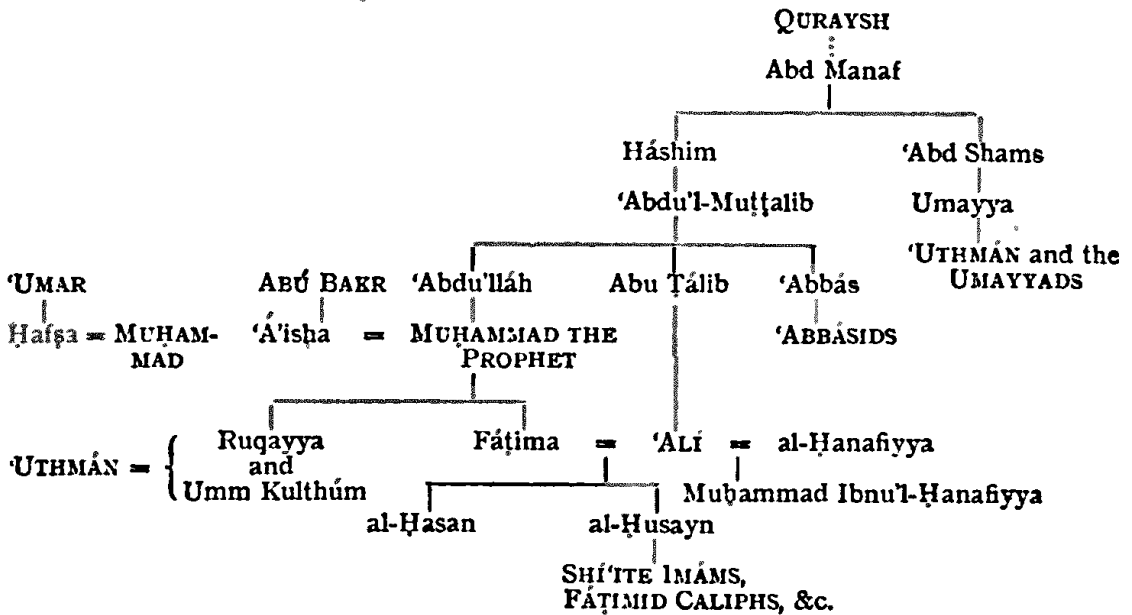 QURAYSH
Abd Manaf
Háshim ‘Abd Shams
‘Abdu'l-Muṭṭalib Umayya
‘UTHMÁN and the
‘UMAR ABÚ BAKR ‘Abdu'lláh Abu Ṭálib ‘Abbás UMAYYADS
Ḥafṣa = MUḤAM- ‘Á'isha = MUḤAMMAD THE ‘ABBÁSIDS
MAD PROPHET
Ruqayya Fáṭima = ‘ALÍ = al-Ḥanafiyya
‘UTHMÁN = { and
Umm Kulthúm Muḥammad Ibnu'l-Ḥanafiyya
al-Ḥasan al-Ḥusayn
SHÍ‘ITE IMÁMS,
FÁṬIMID CALIPHS, &c.